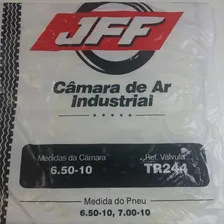 JFF
Câmara de Ar
Industrial
Medidas da Câmara
6.50-10
Ref. Válvula
TR244
Medida do Pneu
6.50-10, 7.00-10